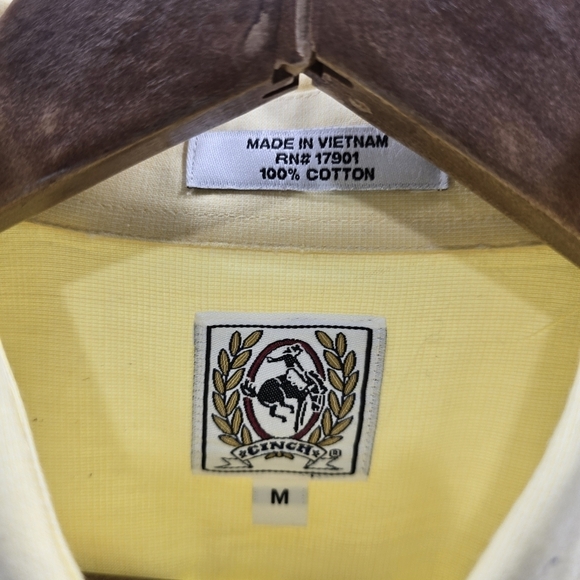 MADE IN VIETNAM
RN# 17901
100% COTTON
CINCH ®
M